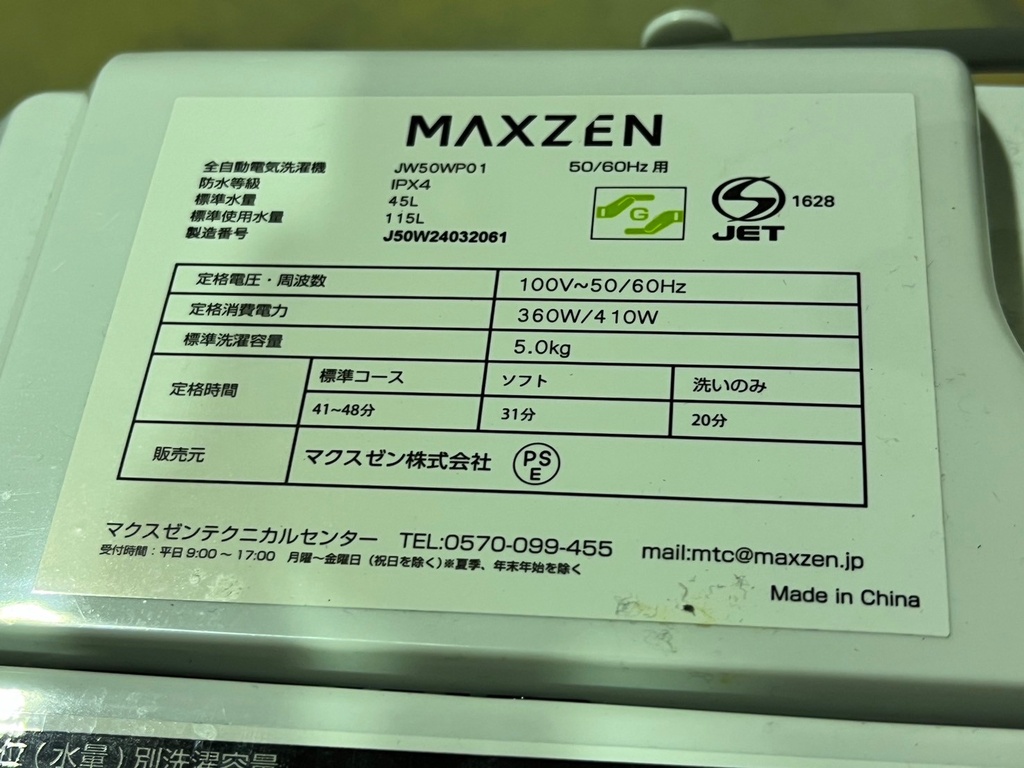 MAXZEN
全自動電気洗濯機 JW50WP01 50/60Hz 用
防水等級 IPX4
標準水量 45L
標準使用水量 115L
製造番号 J50W24032061
G
S JET 1628
定格電圧・周波数 100V~50/60Hz
定格消費電力 360W/410W
標準洗濯容量 5.0kg
定格時間 標準コース ソフト 洗いのみ
41~48分 31分 20分
販売元 マクスゼン株式会社 PSE
マクスゼンテクニカルセンター TEL:0570-099-455 mail:mtc@maxzen.jp
受付時間：平日 9:00 ～ 17:00 月曜～金曜日（祝日を除く）※夏季、年末年始を除く
Made in China
位（水量）別洗濯容量